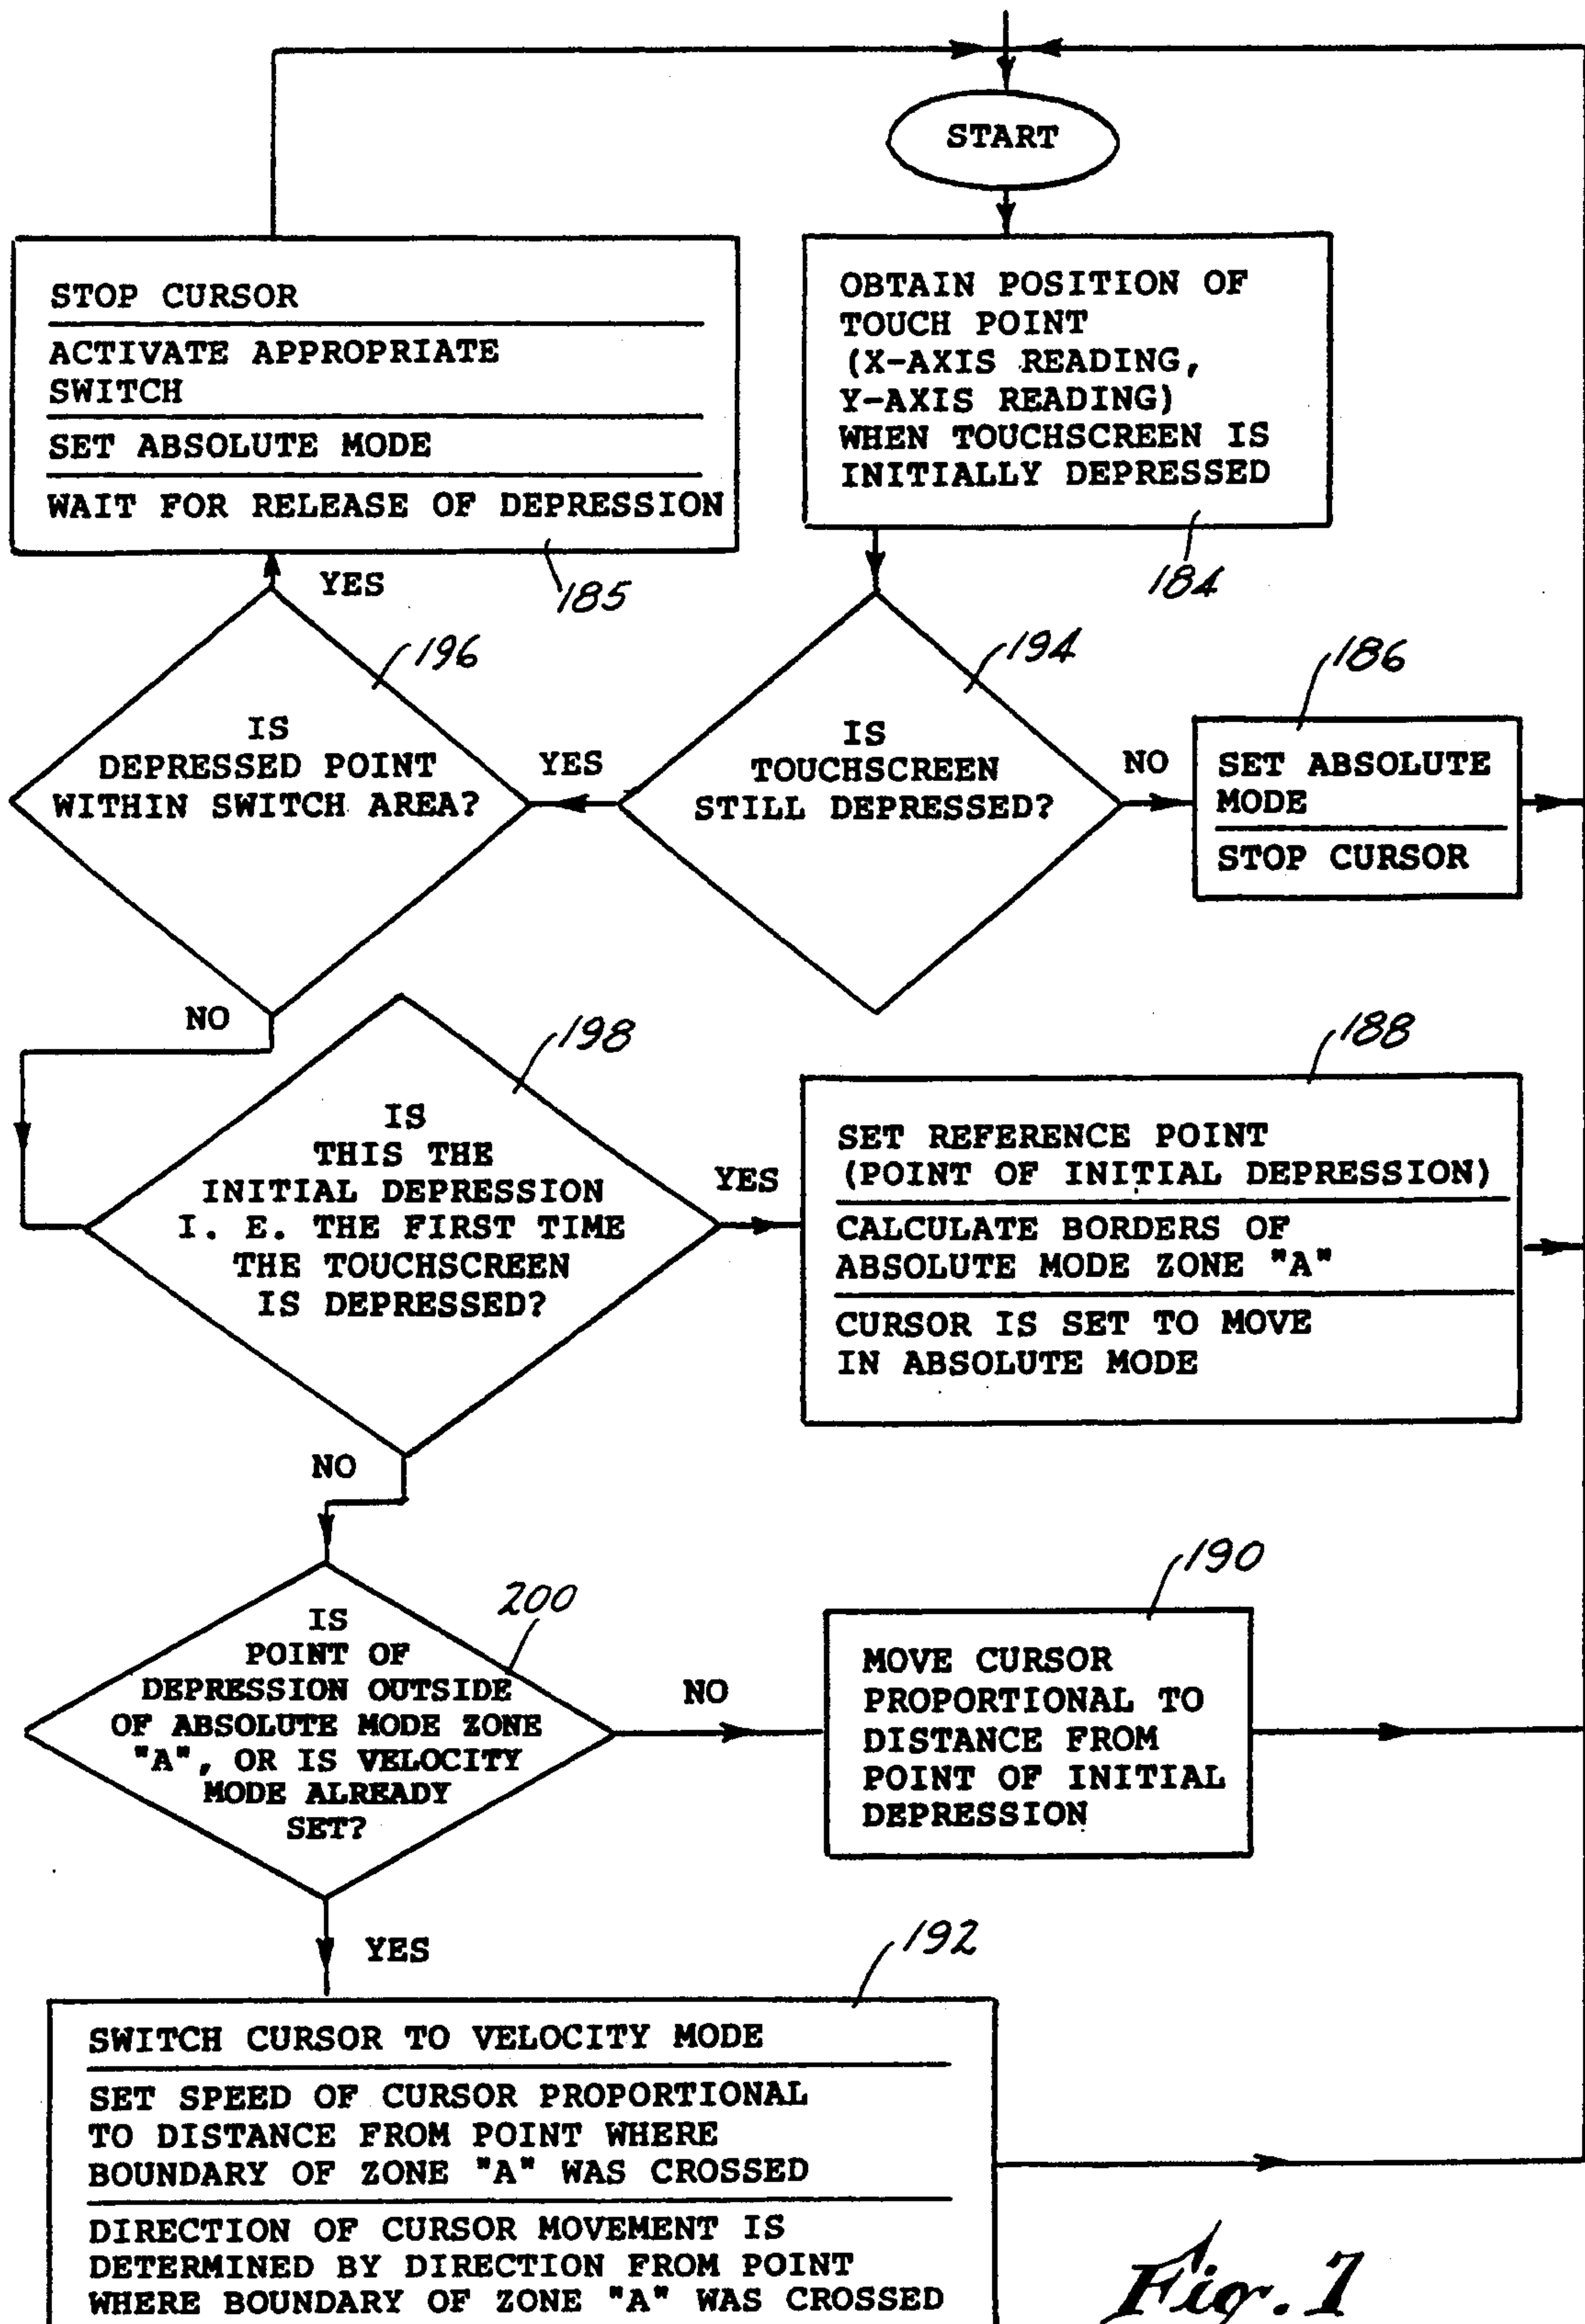 START
OBTAIN POSITION OF
TOUCH POINT
(X-AXIS READING,
Y-AXIS READING)
WHEN TOUCHSCREEN IS
INITIALLY DEPRESSED
184
STOP CURSOR
ACTIVATE APPROPRIATE
SWITCH
SET ABSOLUTE MODE
WAIT FOR RELEASE OF DEPRESSION
185
YES
196
IS
DEPRESSED POINT
WITHIN SWITCH AREA?
YES
194
IS
TOUCHSCREEN
STILL DEPRESSED?
NO
186
SET ABSOLUTE
MODE
STOP CURSOR
NO
198
IS
THIS THE
INITIAL DEPRESSION
I. E. THE FIRST TIME
THE TOUCHSCREEN
IS DEPRESSED?
YES
188
SET REFERENCE POINT
(POINT OF INITIAL DEPRESSION)
CALCULATE BORDERS OF
ABSOLUTE MODE ZONE "A"
CURSOR IS SET TO MOVE
IN ABSOLUTE MODE
NO
200
IS
POINT OF
DEPRESSION OUTSIDE
OF ABSOLUTE MODE ZONE
"A", OR IS VELOCITY
MODE ALREADY
SET?
NO
190
MOVE CURSOR
PROPORTIONAL TO
DISTANCE FROM
POINT OF INITIAL
DEPRESSION
YES
192
SWITCH CURSOR TO VELOCITY MODE
SET SPEED OF CURSOR PROPORTIONAL
TO DISTANCE FROM POINT WHERE
BOUNDARY OF ZONE "A" WAS CROSSED
DIRECTION OF CURSOR MOVEMENT IS
DETERMINED BY DIRECTION FROM POINT
WHERE BOUNDARY OF ZONE "A" WAS CROSSED
Fig. 7